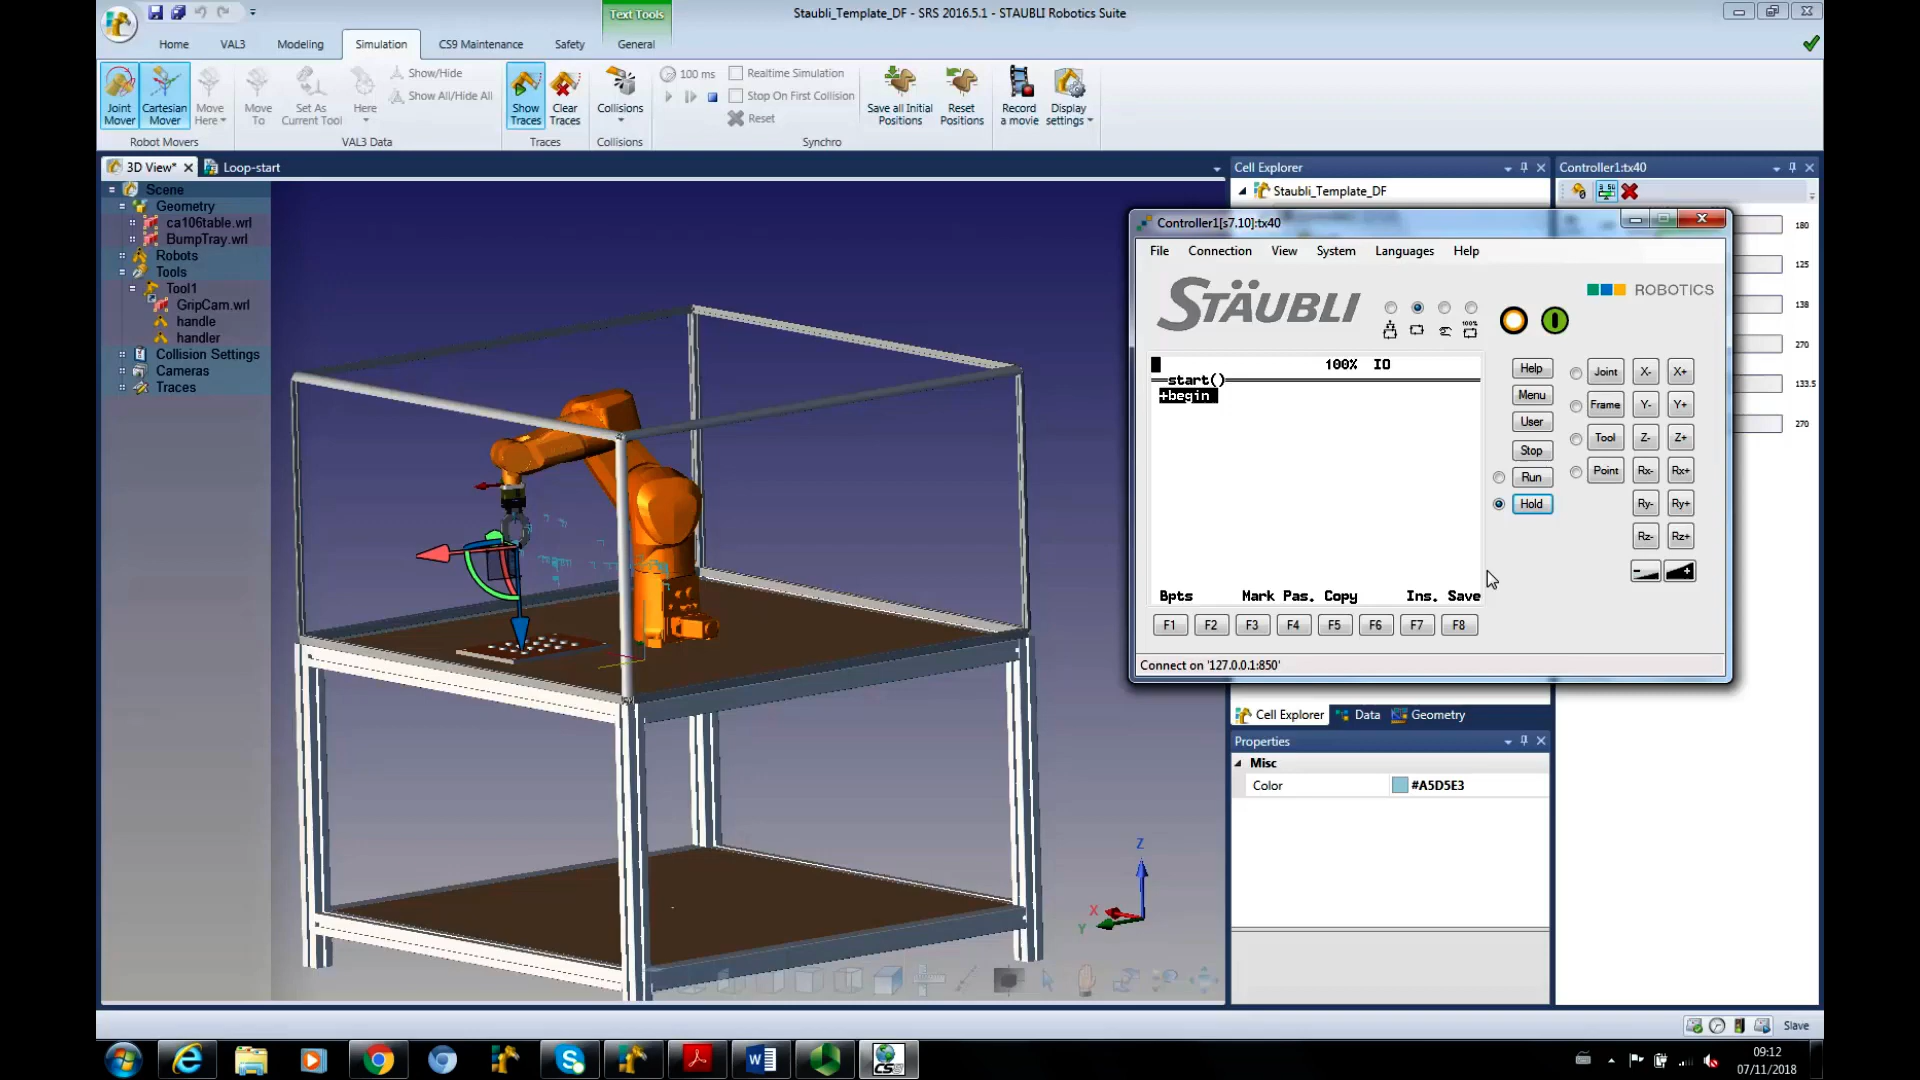 Text Tools
Staubli_Template_DF - SRS 2016.5.1 - STAUBLI Robotics Suite
Home VAL3 Modeling Simulation CS9 Maintenance Safety General
Joint Mover
Cartesian Mover
Move Here
Robot Movers
Move To
Set As Current Tool
Here
Show/Hide
Show All/Hide All
VAL3 Data
Show Traces
Clear Traces
Traces
Collisions
Collisions
100 ms
Realtime Simulation
Stop On First Collision
Reset
Save all Initial Positions
Reset Positions
Synchro
Record a movie
Display settings
3D View* Loop-start
Scene
Geometry
ca106table.wrl
BumpTray.wrl
Robots
Tools
Tool1
GripCam.wrl
handle
handler
Collision Settings
Cameras
Traces
Z
X
Y
Cell Explorer
Staubli_Template_DF
Controller1:tx40
180
125
138
270
133.5
270
Controller1[s7.10]:tx40
File Connection View System Languages Help
STÄUBLI
100%
ROBOTICS
100% IO
start()
+begin
Bpts Mark Pas. Copy Ins. Save
F1 F2 F3 F4 F5 F6 F7 F8
Help
Menu
User
Stop
Run
Hold
Joint X- X+
Frame Y- Y+
Tool Z- Z+
Point Rx- Rx+
Ry- Ry+
Rz- Rz+
- +
Connect on '127.0.0.1:850'
Cell Explorer Data Geometry
Properties
Misc
Color #A5D5E3
Slave
CS8
09:12
07/11/2018